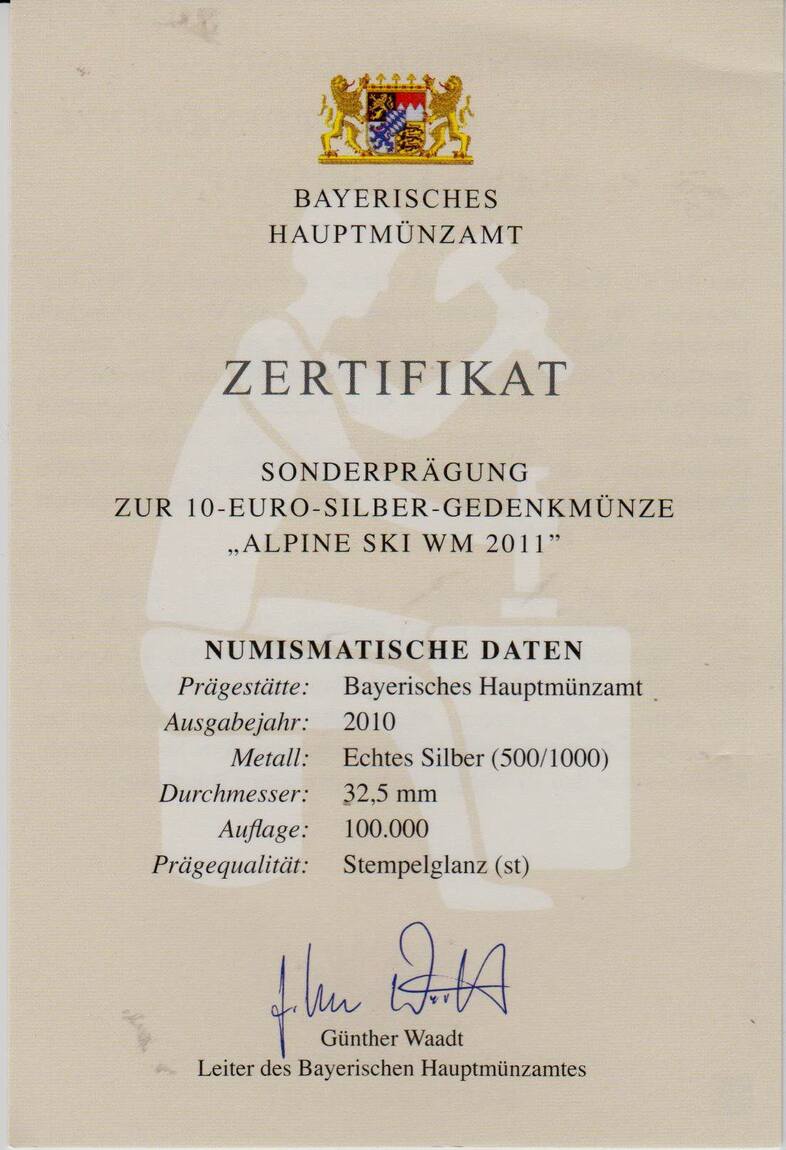 BAYERISCHES
HAUPTMÜNZAMT
ZERTIFIKAT
SONDERPRÄGUNG
ZUR 10-EURO-SILBER-GEDENKMÜNZE
„ALPINE SKI WM 2011”
NUMISMATISCHE DATEN
Prägestätte: Bayerisches Hauptmünzamt
Ausgabejahr: 2010
Metall: Echtes Silber (500/1000)
Durchmesser: 32,5 mm
Auflage: 100.000
Prägequalität: Stempelglanz (st)
Günther Waadt
Leiter des Bayerischen Hauptmünzamtes